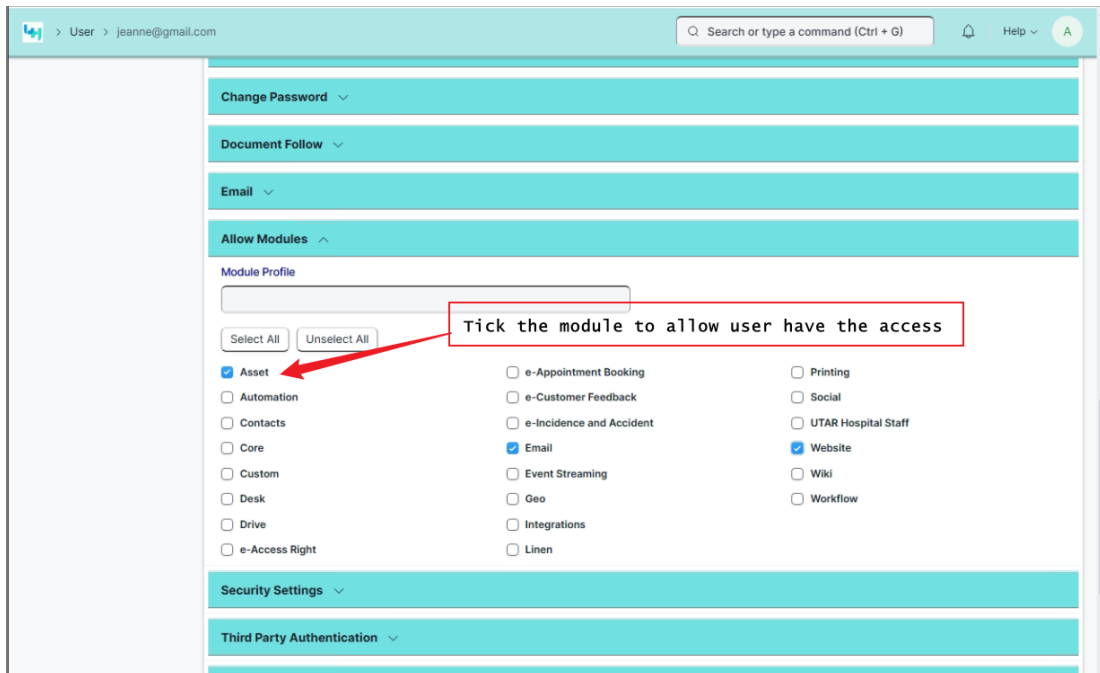 > User > jeanne@gmail.com
Search or type a command (Ctrl + G)
Help
A
Change Password
Document Follow
Email
Allow Modules
Module Profile
Tick the module to allow user have the access
Select All
Unselect All
Asset
Automation
Contacts
Core
Custom
Desk
Drive
e-Access Right
e-Appointment Booking
e-Customer Feedback
e-Incidence and Accident
Email
Event Streaming
Geo
Integrations
Linen
Printing
Social
UTAR Hospital Staff
Website
Wiki
Workflow
Security Settings
Third Party Authentication